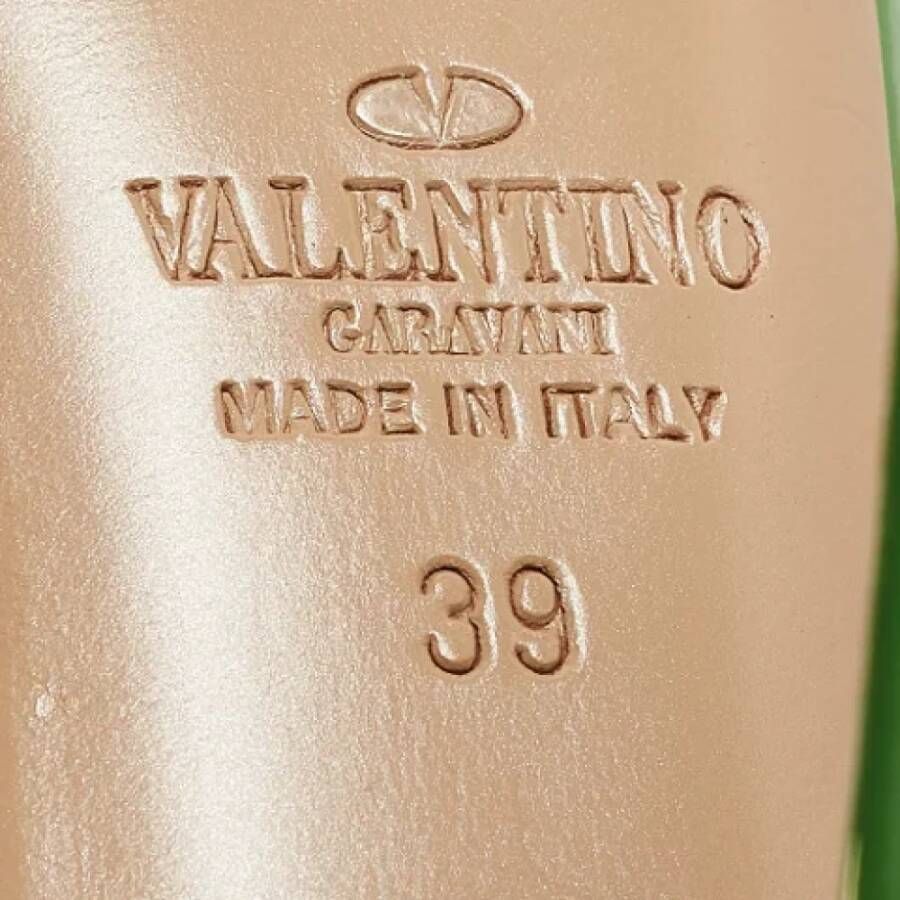 V
VALENTINO
GARAVANI
MADE IN ITALY
39